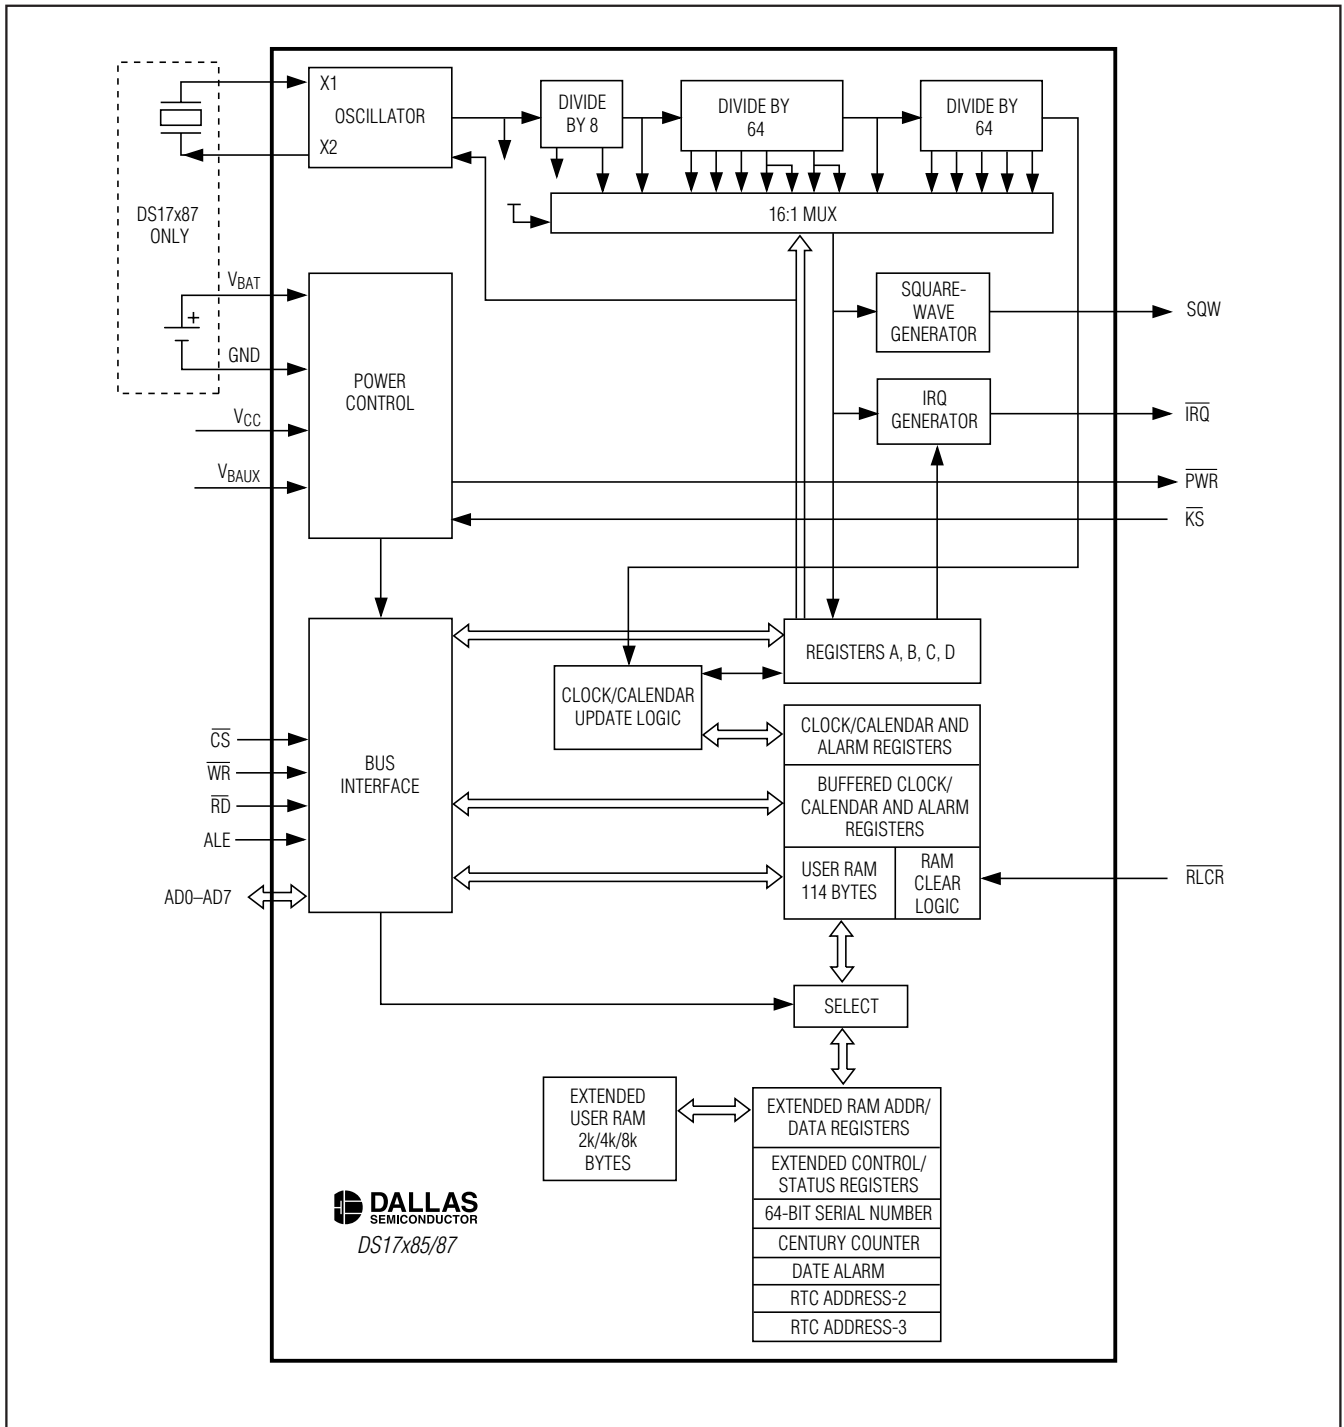 X1
OSCILLATOR
X2
DIVIDE
BY 8
DIVIDE BY
64
DIVIDE BY
64
16:1 MUX
DS17x87
ONLY
VBAT
+
GND
VCC
VBAUX
POWER
CONTROL
SQUARE-
WAVE
GENERATOR
SQW
IRQ
GENERATOR
IRQ
PWR
KS
REGISTERS A, B, C, D
CLOCK/CALENDAR
UPDATE LOGIC
CS
WR
RD
ALE
AD0–AD7
BUS
INTERFACE
CLOCK/CALENDAR AND
ALARM REGISTERS
BUFFERED CLOCK/
CALENDAR AND ALARM
REGISTERS
USER RAM
114 BYTES
RAM
CLEAR
LOGIC
RLCR
SELECT
EXTENDED
USER RAM
2k/4k/8k
BYTES
EXTENDED RAM ADDR/
DATA REGISTERS
EXTENDED CONTROL/
STATUS REGISTERS
64-BIT SERIAL NUMBER
CENTURY COUNTER
DATE ALARM
RTC ADDRESS-2
RTC ADDRESS-3
DALLAS
SEMICONDUCTOR
DS17x85/87